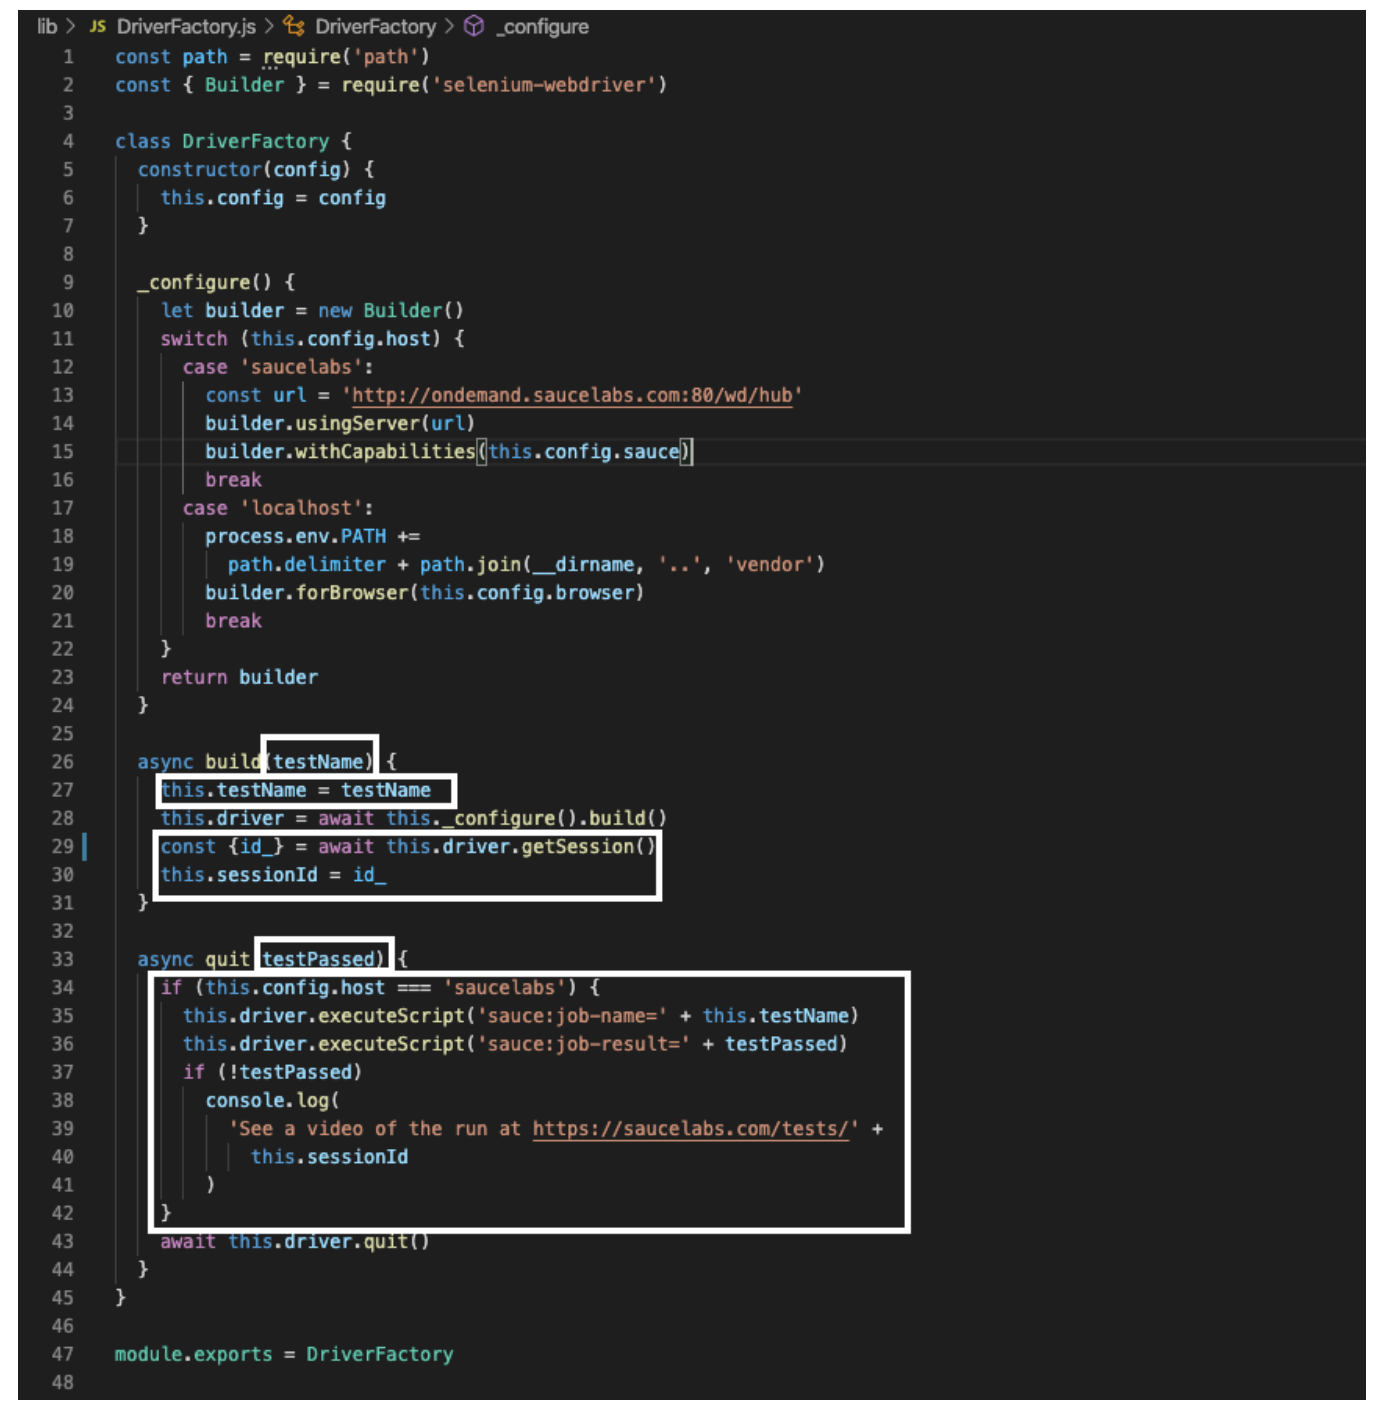 lib > JS DriverFactory.js > DriverFactory > _configure
1 const path = require('path')
2 const { Builder } = require('selenium-webdriver')
3
4 class DriverFactory {
5 constructor(config) {
6 this.config = config
7 }
8
9 _configure() {
10 let builder = new Builder()
11 switch (this.config.host) {
12 case 'saucelabs':
13 const url = 'http://ondemand.saucelabs.com:80/wd/hub'
14 builder.usingServer(url)
15 builder.withCapabilities(this.config.sauce)
16 break
17 case 'localhost':
18 process.env.PATH +=
19 path.delimiter + path.join(__dirname, '..', 'vendor')
20 builder.forBrowser(this.config.browser)
21 break
22 }
23 return builder
24 }
25
26 async build(testName) {
27 this.testName = testName
28 this.driver = await this._configure().build()
29 const {id_} = await this.driver.getSession()
30 this.sessionId = id_
31 }
32
33 async quit testPassed) {
34 if (this.config.host === 'saucelabs') {
35 this.driver.executeScript('sauce:job-name=' + this.testName)
36 this.driver.executeScript('sauce:job-result=' + testPassed)
37 if (!testPassed)
38 console.log(
39 'See a video of the run at https://saucelabs.com/tests/' +
40 this.sessionId
41 )
42 }
43 await this.driver.quit()
44 }
45 }
46
47 module.exports = DriverFactory
48